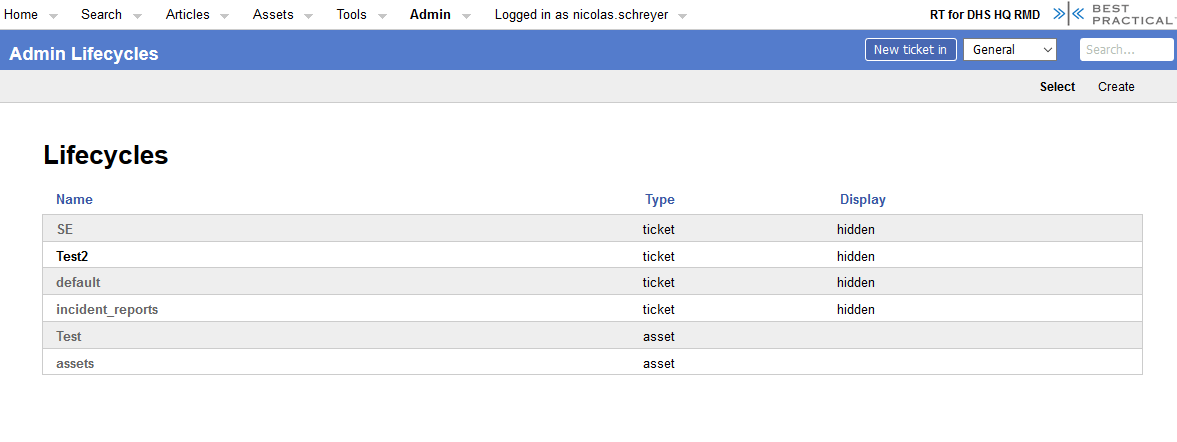 Home Search Articles Assets Tools Admin Logged in as nicolas.schreyer RT for DHS HQ RMD BEST PRACTICAL™
Admin Lifecycles New ticket in General Search...
Select Create
Lifecycles
Name Type Display
SE ticket hidden
Test2 ticket hidden
default ticket hidden
incident_reports ticket hidden
Test asset
assets asset